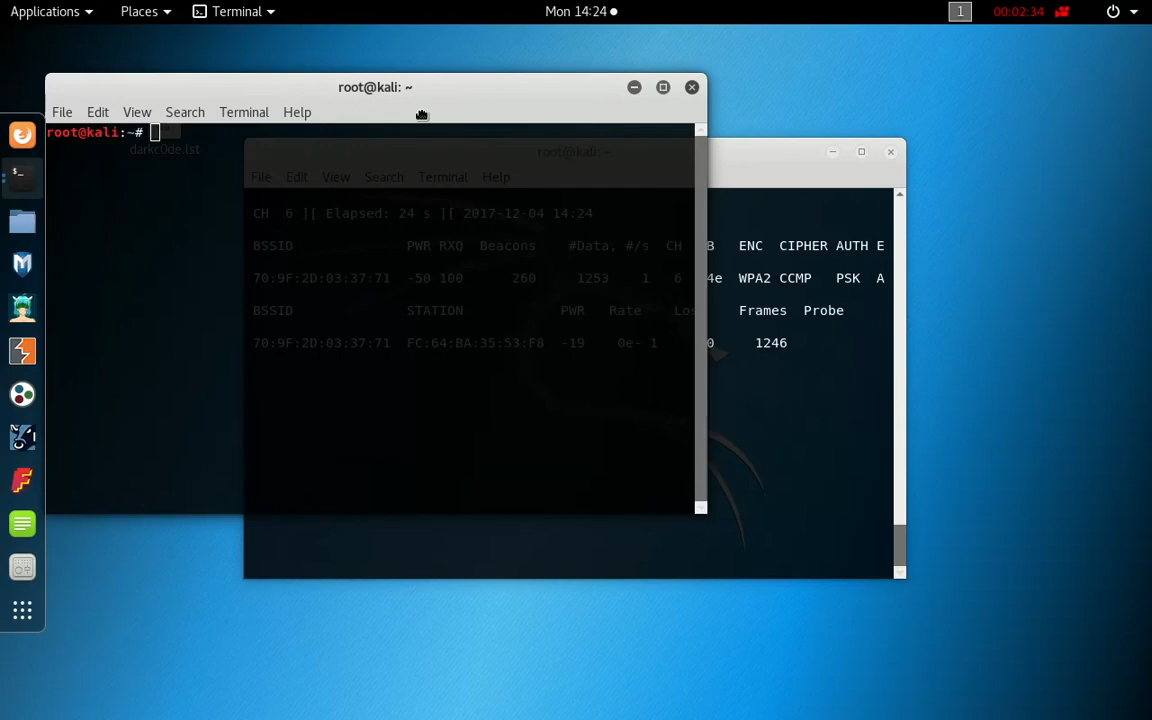 Applications Places Terminal Mon 14:24 1 00:02:34
root@kali: ~
File Edit View Search Terminal Help
root@kali:~#
darkc0de.lst
root@kali: ~
File Edit View Search Terminal Help
CH 6 ][ Elapsed: 24 s ][ 2017-12-04 14:24
BSSID PWR RXQ Beacons #Data, #/s CH B ENC CIPHER AUTH E
70:9F:2D:03:37:71 -50 100 260 1253 1 6 4e WPA2 CCMP PSK A
BSSID STATION PWR Rate Los Frames Probe
70:9F:2D:03:37:71 FC:64:BA:35:53:F8 -19 0e- 1 0 1246